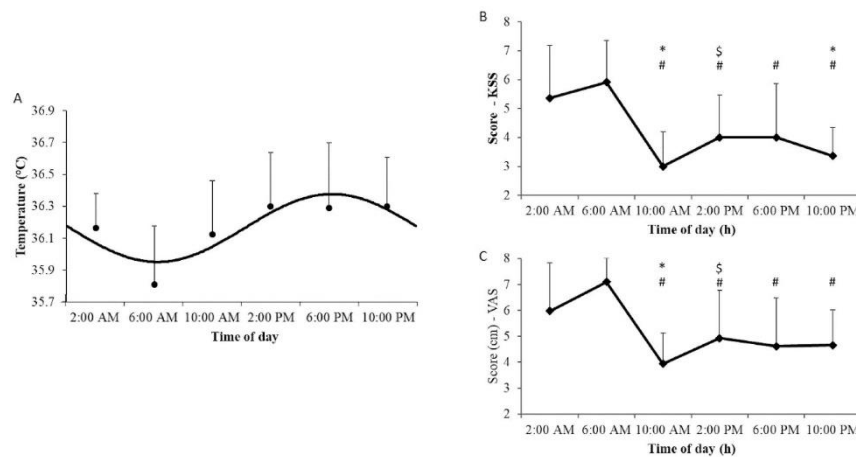 A
36.9
36.7
36.5
36.3
36.1
35.9
35.7
Temperature (°C)
2:00 AM 6:00 AM 10:00 AM 2:00 PM 6:00 PM 10:00 PM
Time of day
B
8
7
6
5
4
3
2
Score - KSS
* $ *
# # # #
2:00 AM 6:00 AM 10:00 AM 2:00 PM 6:00 PM 10:00 PM
Time of day (h)
C
8
7
6
5
4
3
2
Score (cm) - VAS
* $
# # # #
2:00 AM 6:00 AM 10:00 AM 2:00 PM 6:00 PM 10:00 PM
Time of day (h)